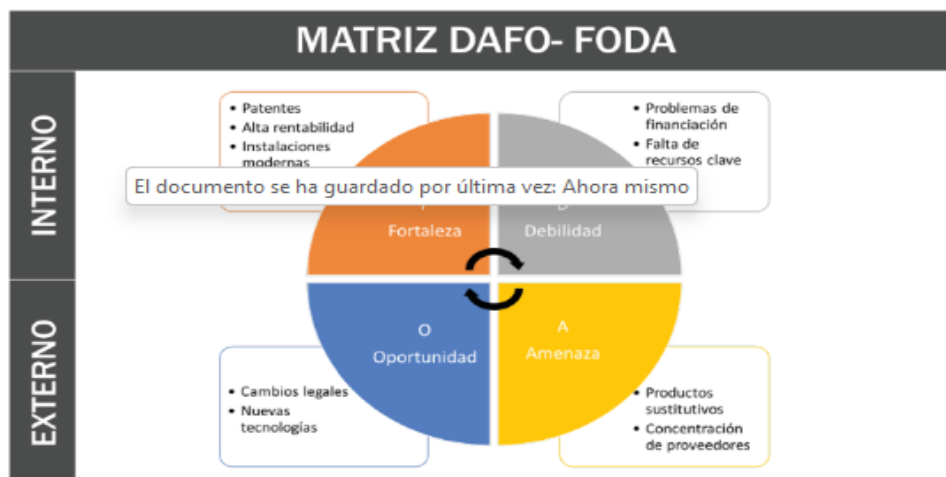 MATRIZ DAFO- FODA
INTERNO
• Patentes
• Alta rentabilidad
• Instalaciones
modernas
• Problemas de
financiación
• Falta de
recursos clave
El documento se ha guardado por última vez: Ahora mismo
Fortaleza
Debilidad
EXTERNO
O
Oportunidad
A
Amenaza
• Cambios legales
• Nuevas
tecnologías
• Productos
sustitutivos
• Concentración
de proveedores